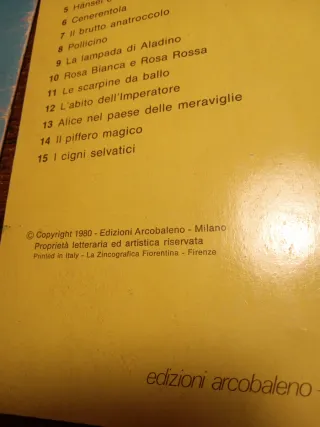 5 Hansel e
6 Cenerentola
7 Il brutto anatroccolo
8 Pollicino
9 La lampada di Aladino
10 Rosa Bianca e Rosa Rossa
11 Le scarpine da ballo
12 L'abito dell'Imperatore
13 Alice nel paese delle meraviglie
14 Il piffero magico
15 I cigni selvatici
© Copyright 1980 - Edizioni Arcobaleno - Milano
Proprietà letteraria ed artistica riservata
Printed in Italy - La Zincografica Fiorentina - Firenze
edizioni arcobaleno -